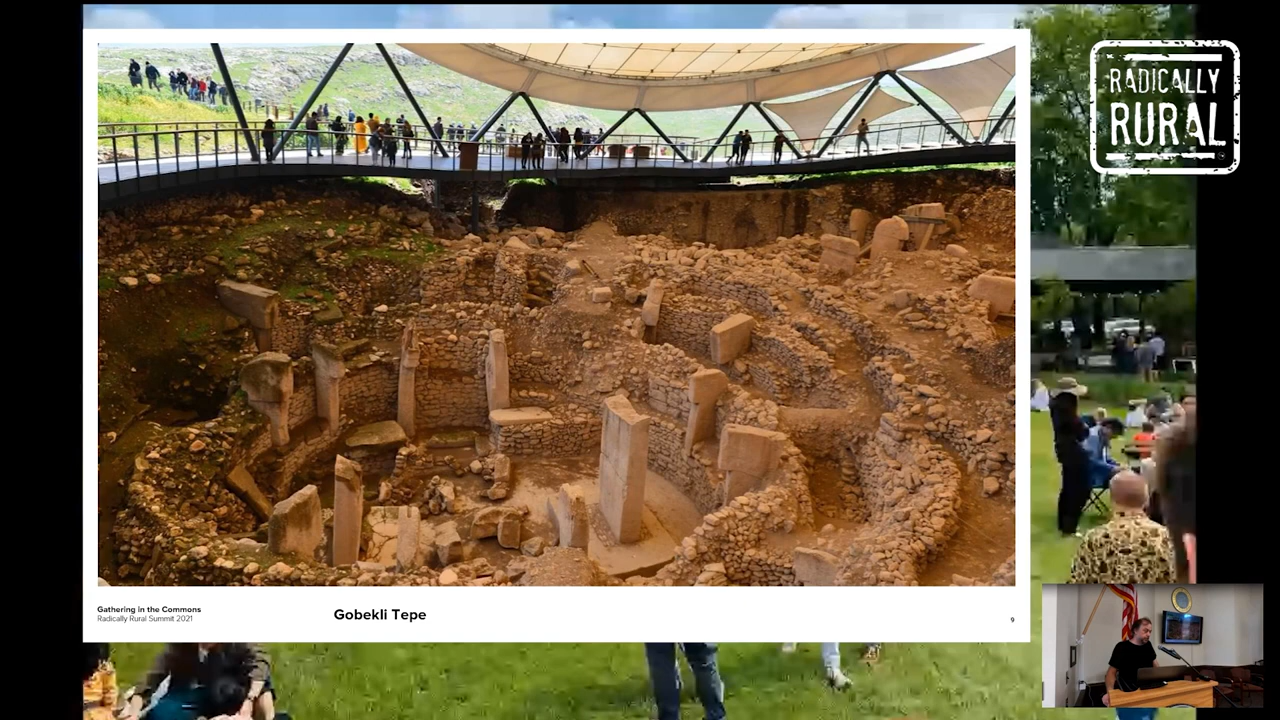 RADICALLY
RURAL
Gathering in the Commons
Radically Rural Summit 2021
Gobekli Tepe
9